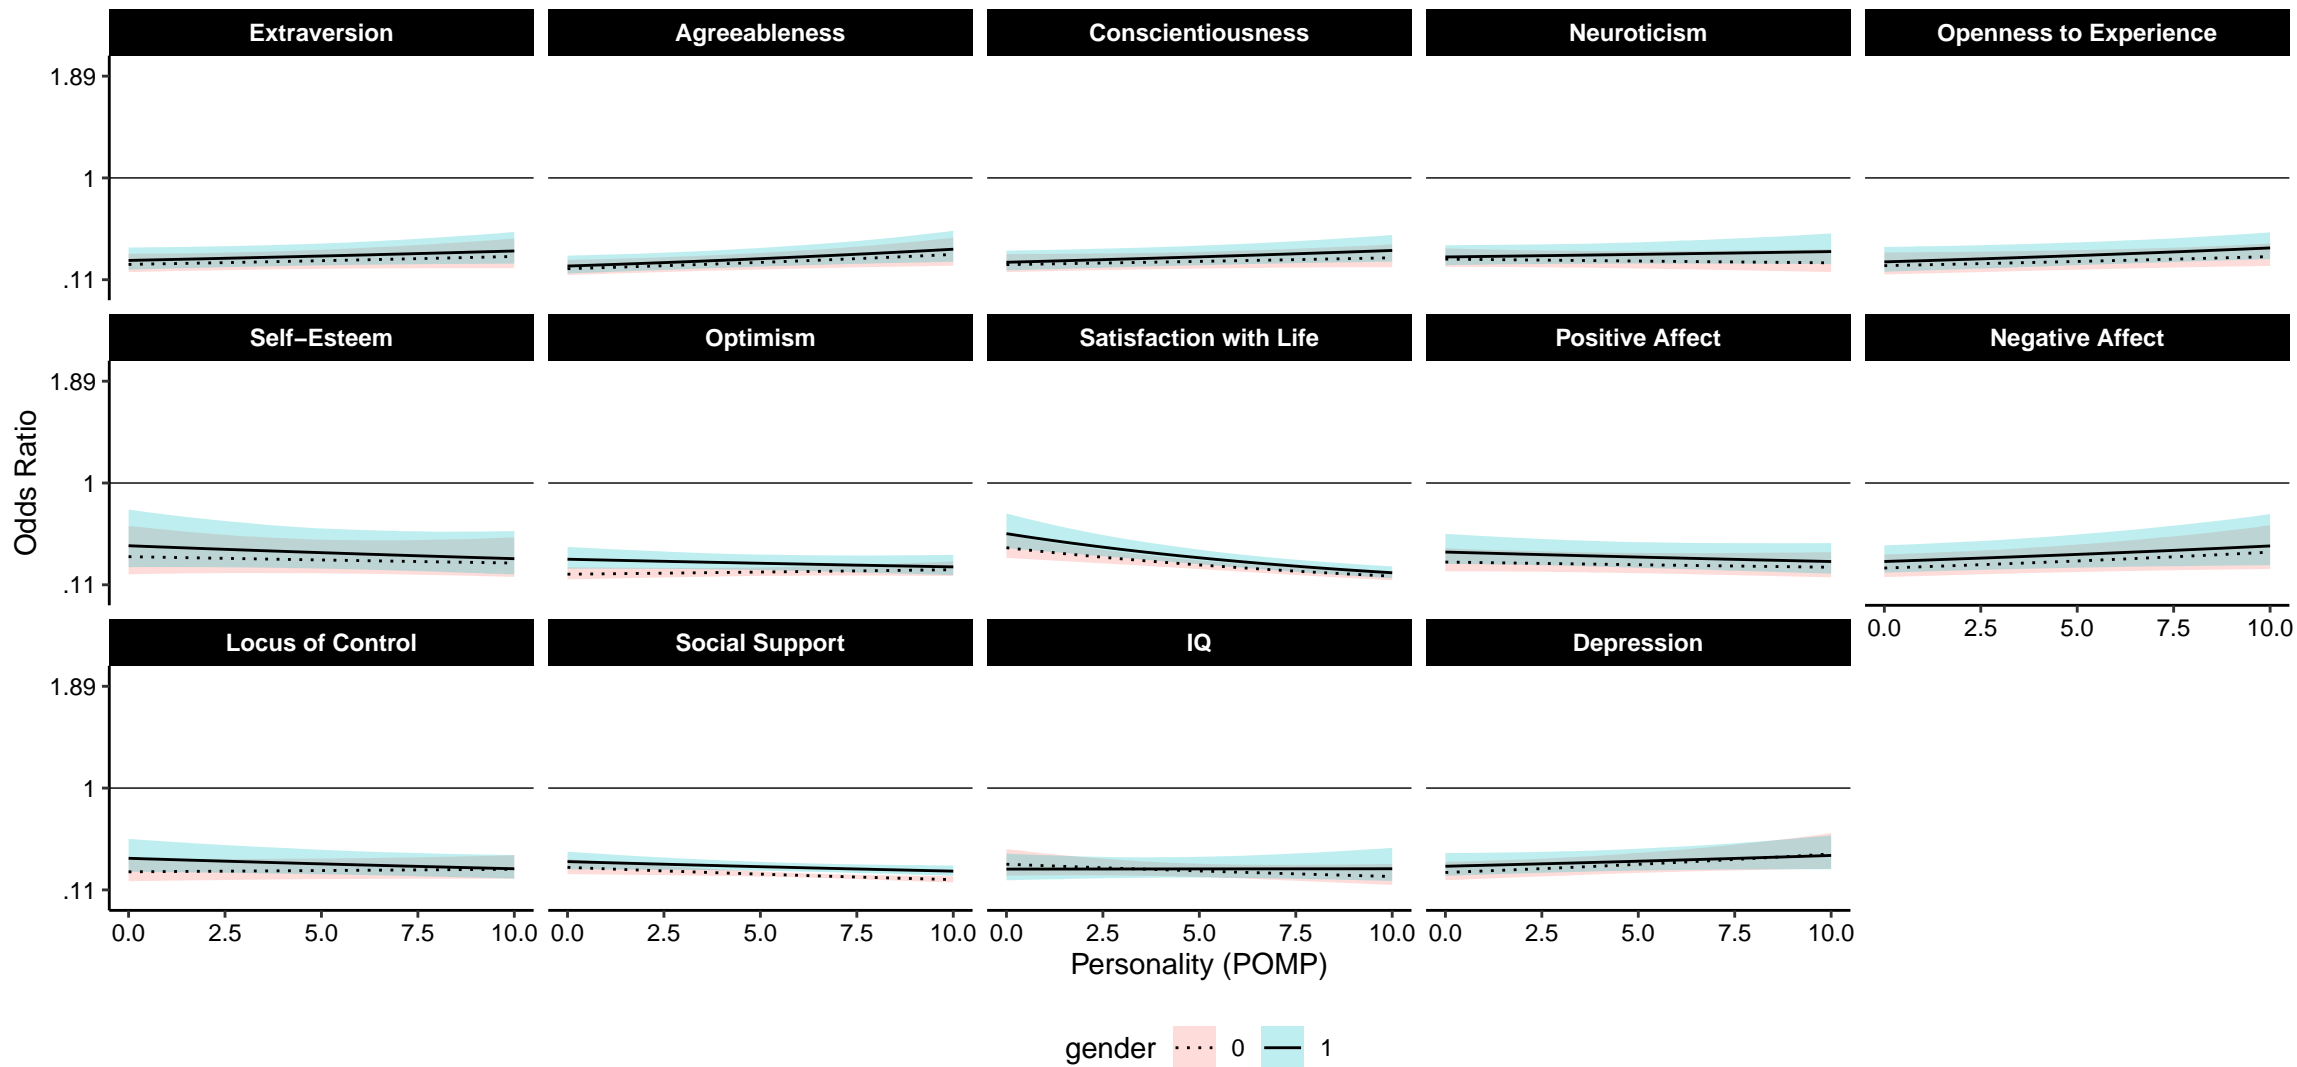 Extraversion Agreeableness Conscientiousness Neuroticism Openness to Experience
1.89
1
.11
Self−Esteem Optimism Satisfaction with Life Positive Affect Negative Affect
1.89
1
.11
0.0 2.5 5.0 7.5 10.0
Locus of Control Social Support IQ Depression
1.89
1
.11
0.0 2.5 5.0 7.5 10.0 0.0 2.5 5.0 7.5 10.0 0.0 2.5 5.0 7.5 10.0 0.0 2.5 5.0 7.5 10.0
Odds Ratio
Personality (POMP)
gender 0 1